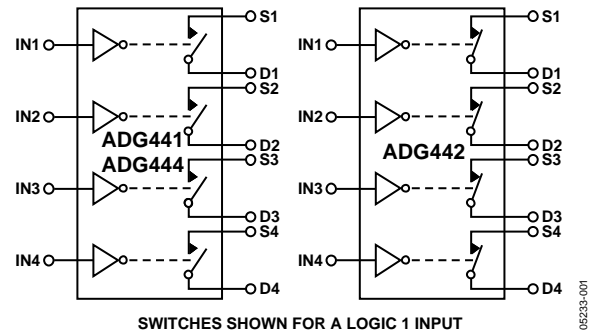 S1
IN1
D1
S2
IN2
ADG441
D2
ADG444
S3
IN3
D3
S4
IN4
D4
S1
IN1
D1
S2
IN2
D2
ADG442
S3
IN3
D3
S4
IN4
D4
SWITCHES SHOWN FOR A LOGIC 1 INPUT
05233-001